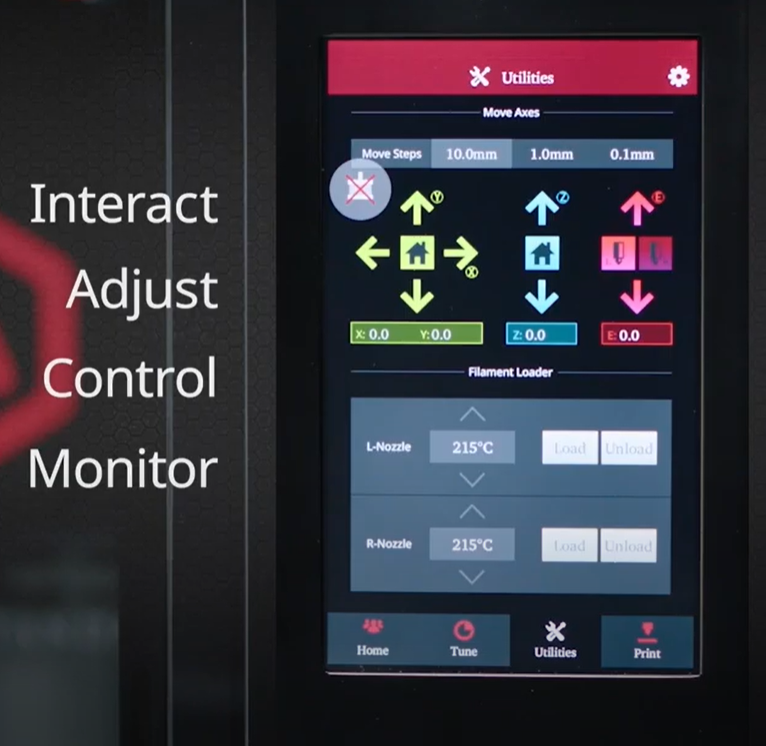 Interact
Adjust
Control
Monitor
Utilities
Move Axes
Move Steps 10.0mm 1.0mm 0.1mm
Y Z E
X
X: 0.0 Y: 0.0 Z: 0.0 E: 0.0
Filament Loader
L-Nozzle 215°C Load Unload
R-Nozzle 215°C Load Unload
Home Tune Utilities Print